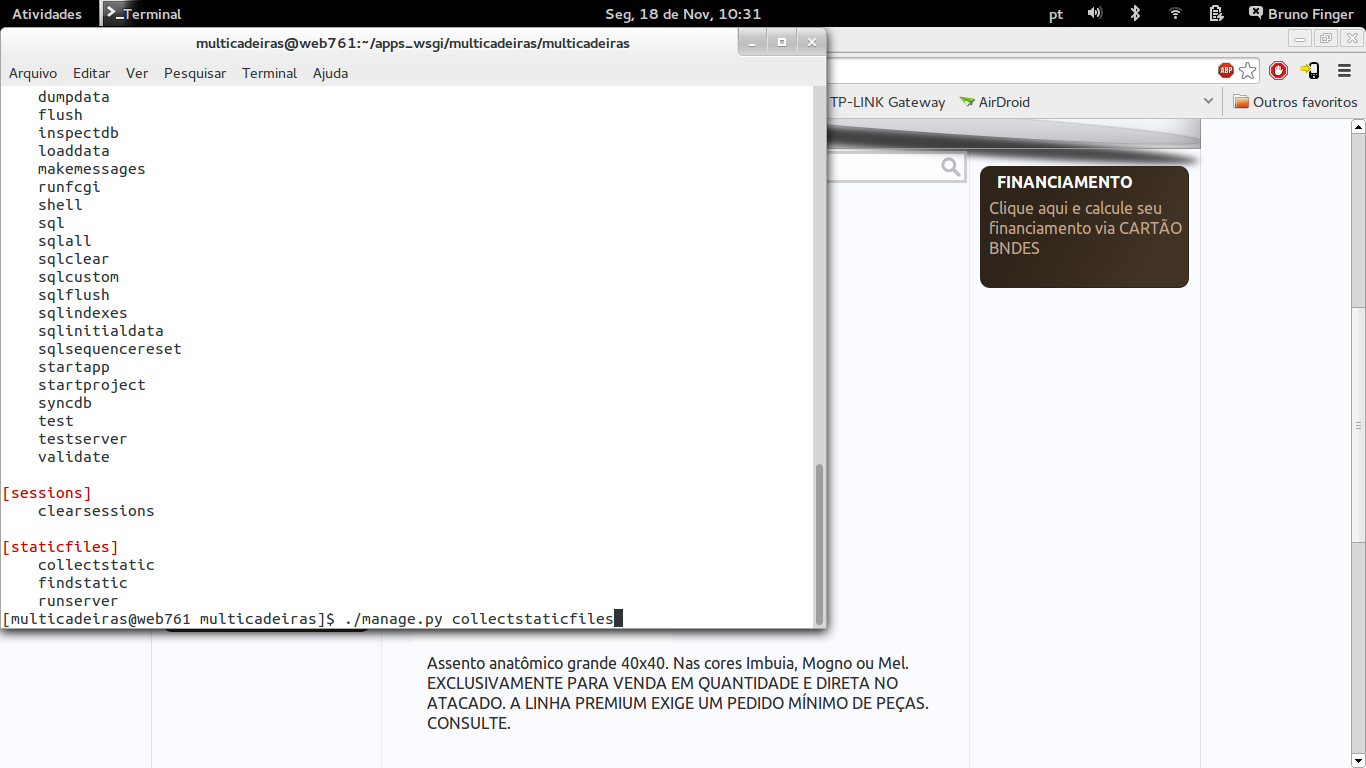 Atividades
Terminal
Seg, 18 de Nov, 10:31
pt
Bruno Finger
multicadeiras@web761:~/apps_wsgi/multicadeiras/multicadeiras
Arquivo Editar Ver Pesquisar Terminal Ajuda
dumpdata
flush
inspectdb
loaddata
makemessages
runfcgi
shell
sql
sqlall
sqlclear
sqlcustom
sqlflush
sqlindexes
sqlinitialdata
sqlsequencereset
startapp
startproject
syncdb
test
testserver
validate
[sessions]
clearsessions
[staticfiles]
collectstatic
findstatic
runserver
[multicadeiras@web761 multicadeiras]$ ./manage.py collectstaticfiles
ABP
TP-LINK Gateway
AirDroid
Outros favoritos
FINANCIAMENTO
Clique aqui e calcule seu
financiamento via CARTÃO
BNDES
Assento anatômico grande 40x40. Nas cores Imbuia, Mogno ou Mel.
EXCLUSIVAMENTE PARA VENDA EM QUANTIDADE E DIRETA NO
ATACADO. A LINHA PREMIUM EXIGE UM PEDIDO MÍNIMO DE PEÇAS.
CONSULTE.